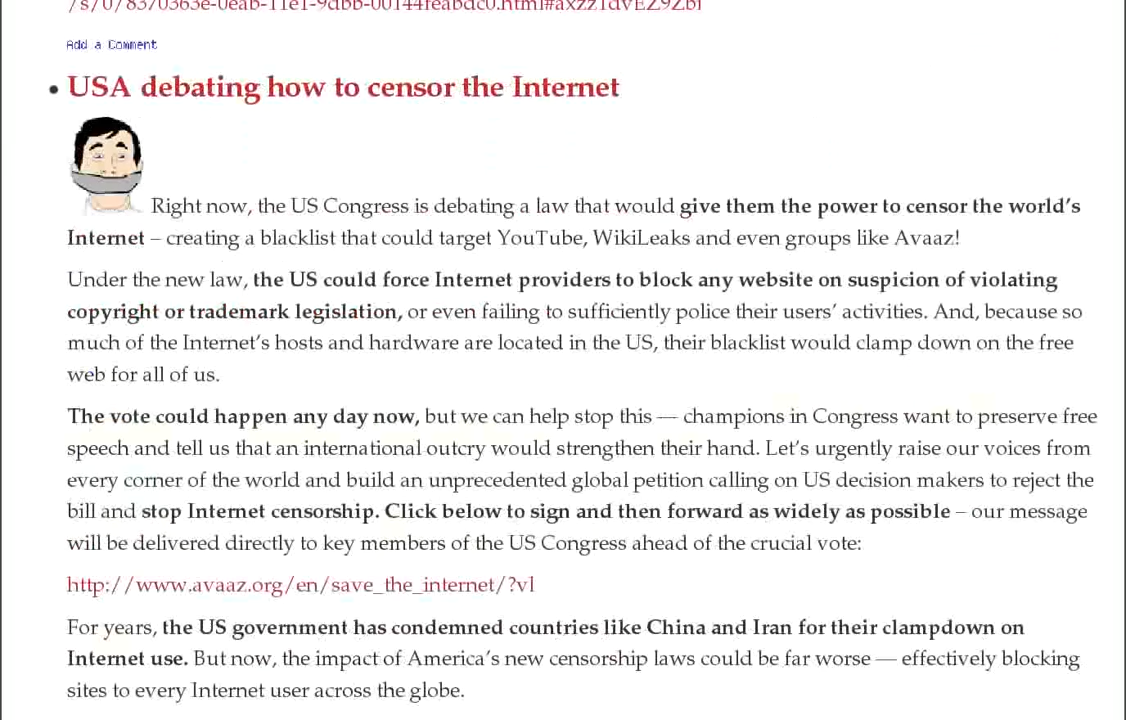 Add a Comment
USA debating how to censor the Internet
Right now, the US Congress is debating a law that would give them the power to censor the world's
Internet – creating a blacklist that could target YouTube, WikiLeaks and even groups like Avaaz!
Under the new law, the US could force Internet providers to block any website on suspicion of violating
copyright or trademark legislation, or even failing to sufficiently police their users' activities. And, because so
much of the Internet's hosts and hardware are located in the US, their blacklist would clamp down on the free
web for all of us.
The vote could happen any day now, but we can help stop this — champions in Congress want to preserve free
speech and tell us that an international outcry would strengthen their hand. Let's urgently raise our voices from
every corner of the world and build an unprecedented global petition calling on US decision makers to reject the
bill and stop Internet censorship. Click below to sign and then forward as widely as possible – our message
will be delivered directly to key members of the US Congress ahead of the crucial vote:
http://www.avaaz.org/en/save_the_internet/?vl
For years, the US government has condemned countries like China and Iran for their clampdown on
Internet use. But now, the impact of America's new censorship laws could be far worse — effectively blocking
sites to every Internet user across the globe.